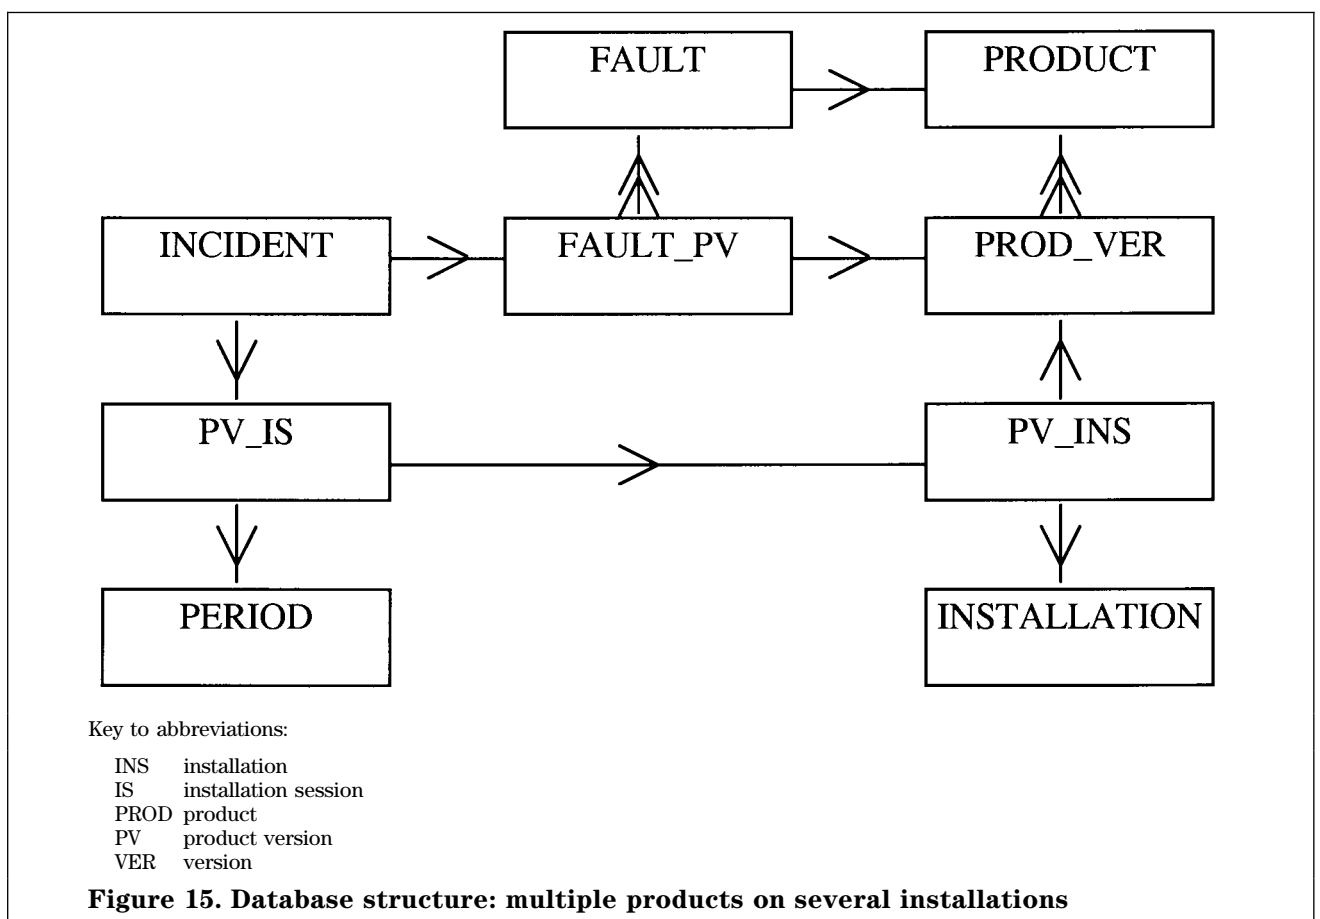 FAULT PRODUCT
INCIDENT FAULT_PV PROD_VER
PV_IS PV_INS
PERIOD INSTALLATION
Key to abbreviations:
INS installation
IS installation session
PROD product
PV product version
VER version
Figure 15. Database structure: multiple products on several installations